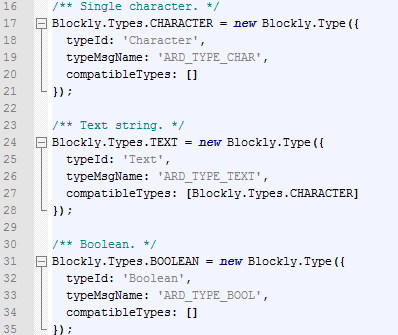 16 /** Single character. */
17 Blockly.Types.CHARACTER = new Blockly.Type({
18   typeId: 'Character',
19   typeMsgName: 'ARD_TYPE_CHAR',
20   compatibleTypes: []
21 });
22
23 /** Text string. */
24 Blockly.Types.TEXT = new Blockly.Type({
25   typeId: 'Text',
26   typeMsgName: 'ARD_TYPE_TEXT',
27   compatibleTypes: [Blockly.Types.CHARACTER]
28 });
29
30 /** Boolean. */
31 Blockly.Types.BOOLEAN = new Blockly.Type({
32   typeId: 'Boolean',
33   typeMsgName: 'ARD_TYPE_BOOL',
34   compatibleTypes: []
35 });